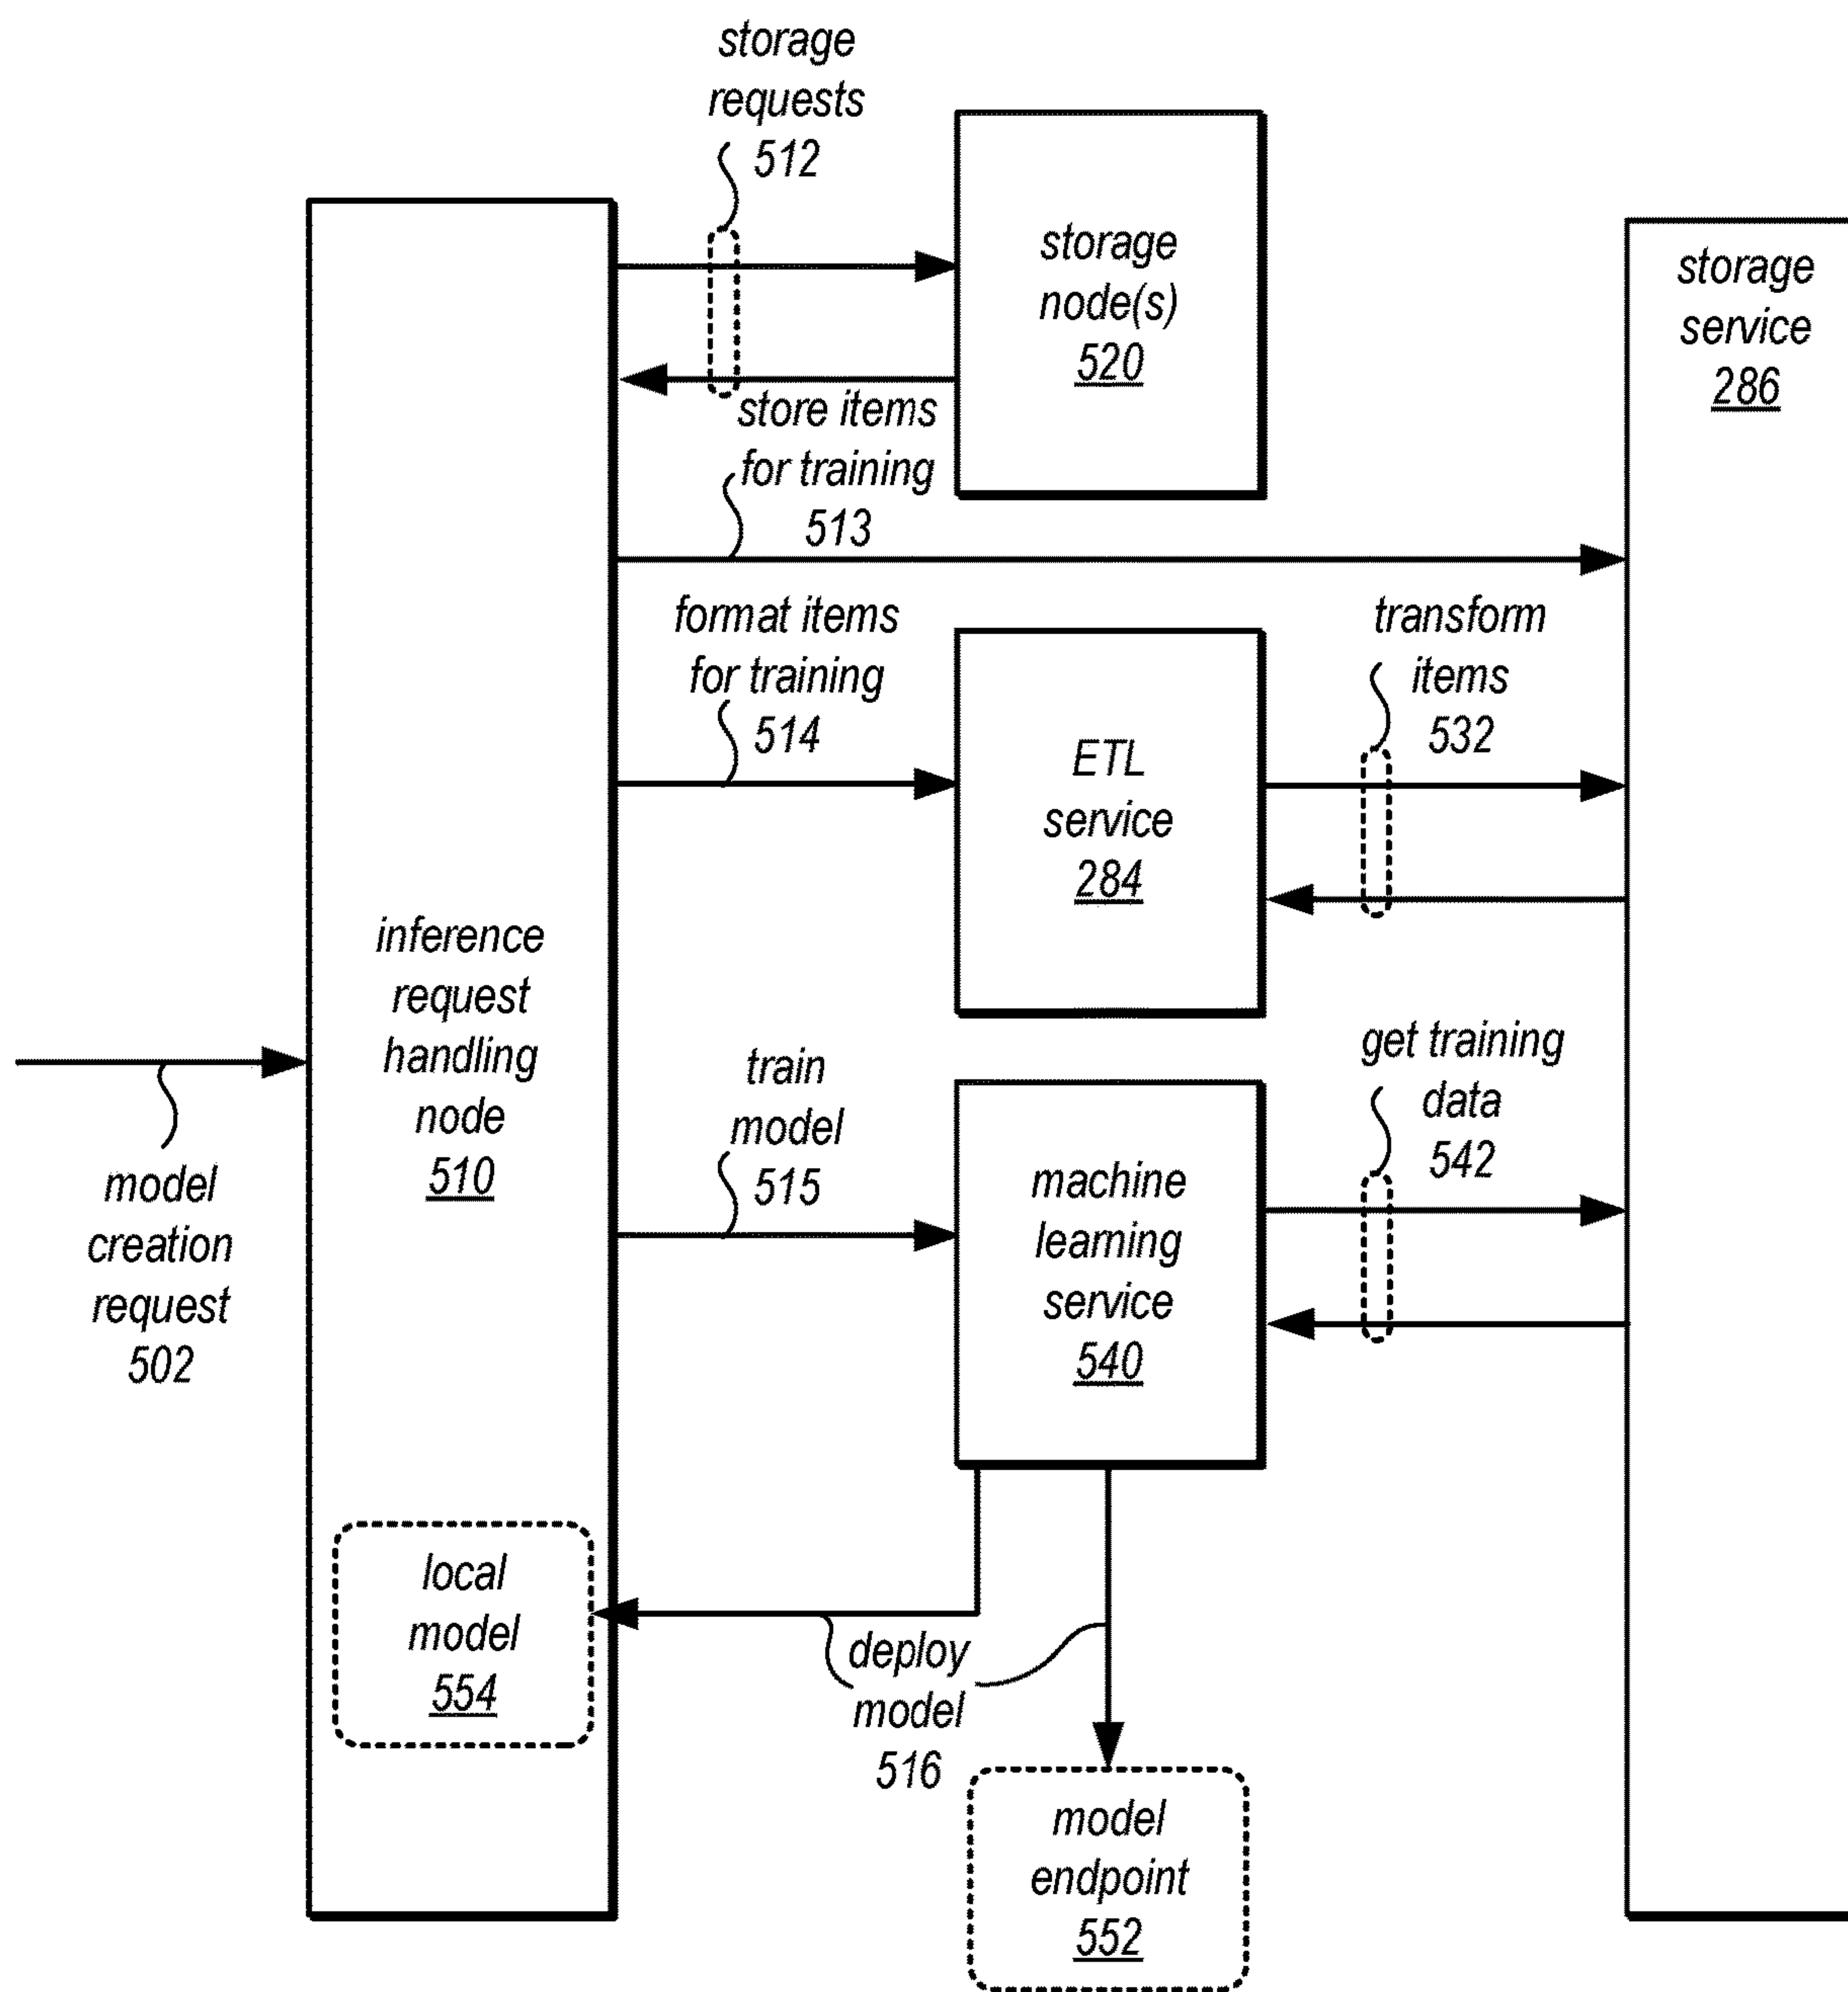 storage
requests
512
storage
node(s)
520
storage
service
286
store items
for training
513
format items
for training
514
transform
items
532
ETL
service
284
inference
request
handling
node
510
model
creation
request
502
train
model
515
get training
data
542
machine
learning
service
540
local
model
554
deploy
model
516
model
endpoint
552